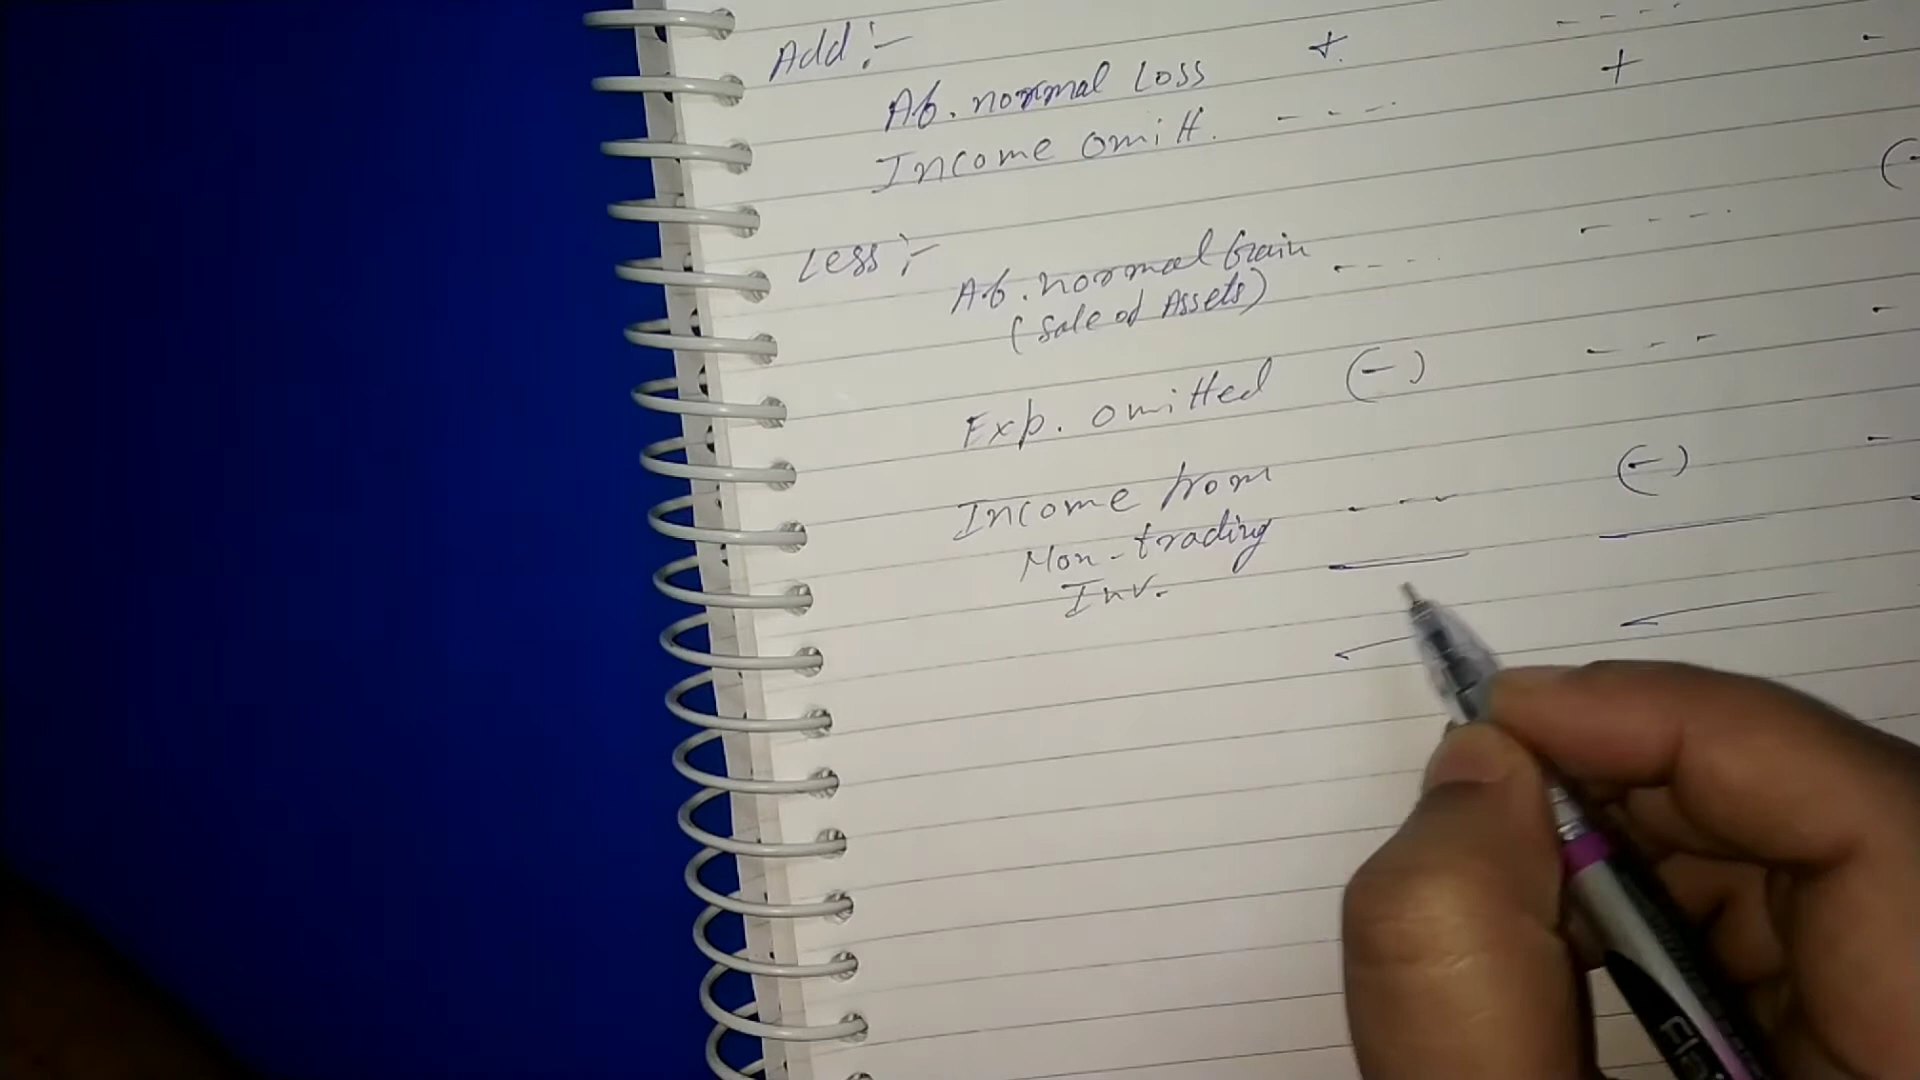 Add :-
Ab. normal Loss +
Income omitt. - - - - +
(-
Less :-
Ab. normal Gain - - - -
(Sale of Assets)
Exp. omitted (-) - - -
Income from - - - - (-)
Non-trading
Inv.